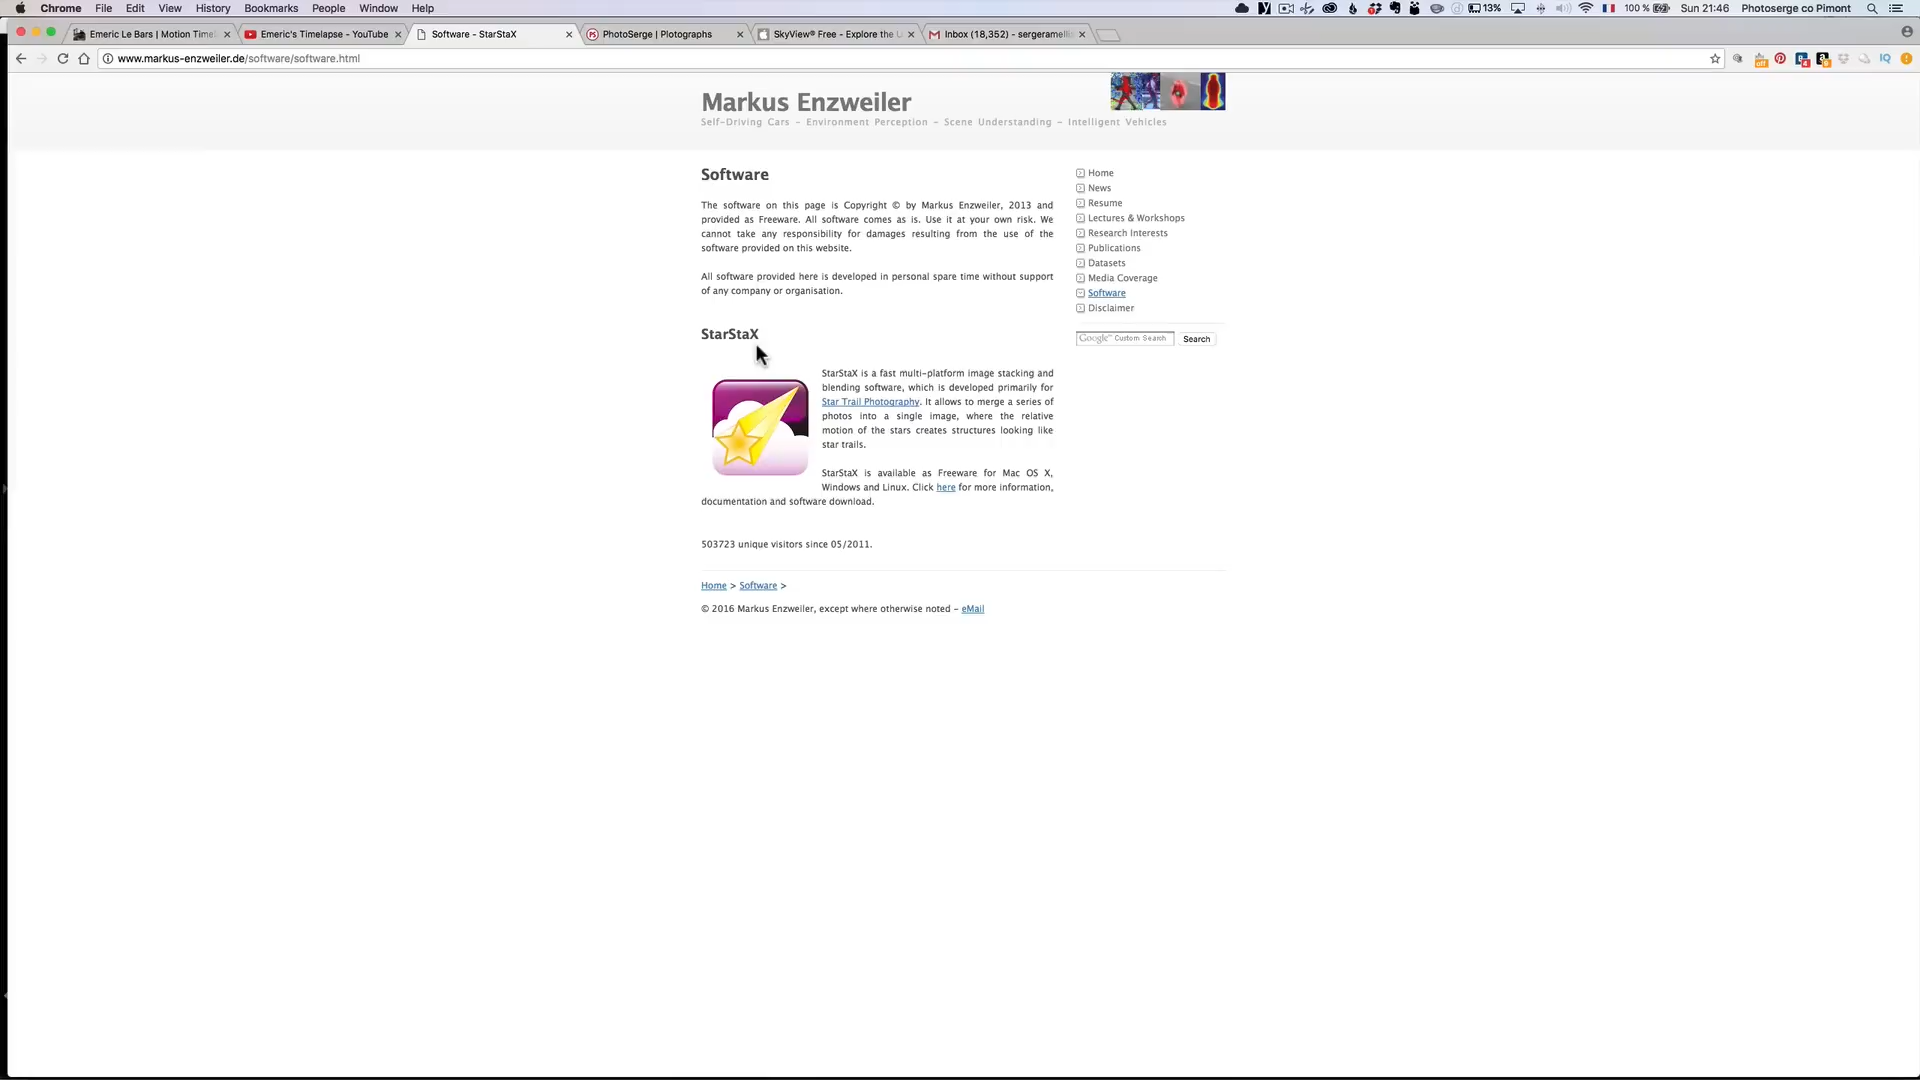 Chrome File Edit View History Bookmarks People Window Help
13% 100 % Sun 21:46 Photoserge co Pimont
Emeric Le Bars | Motion Time
Emeric's Timelapse - YouTube
Software - StarStaX
PhotoSerge | Plotographs
SkyView® Free - Explore the U
Inbox (18,352) - sergeramelli
www.markus-enzweiler.de/software/software.html
Markus Enzweiler
Self-Driving Cars - Environment Perception - Scene Understanding - Intelligent Vehicles
Software
The software on this page is Copyright © by Markus Enzweiler, 2013 and
provided as Freeware. All software comes as is. Use it at your own risk. We
cannot take any responsibility for damages resulting from the use of the
software provided on this website.
All software provided here is developed in personal spare time without support
of any company or organisation.
StarStaX
StarStaX is a fast multi-platform image stacking and
blending software, which is developed primarily for
Star Trail Photography. It allows to merge a series of
photos into a single image, where the relative
motion of the stars creates structures looking like
star trails.
StarStaX is available as Freeware for Mac OS X,
Windows and Linux. Click here for more information,
documentation and software download.
503723 unique visitors since 05/2011.
Home > Software >
© 2016 Markus Enzweiler, except where otherwise noted - eMail
Home
News
Resume
Lectures & Workshops
Research Interests
Publications
Datasets
Media Coverage
Software
Disclaimer
Google™ Custom Search Search